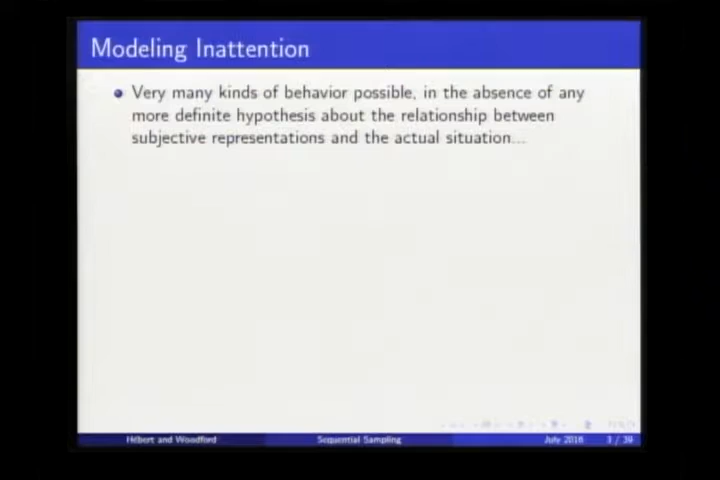 Modeling Inattention
Very many kinds of behavior possible, in the absence of any
more definite hypothesis about the relationship between
subjective representations and the actual situation...
Hébert and Woodford Sequential Sampling July 2016 3 / 39